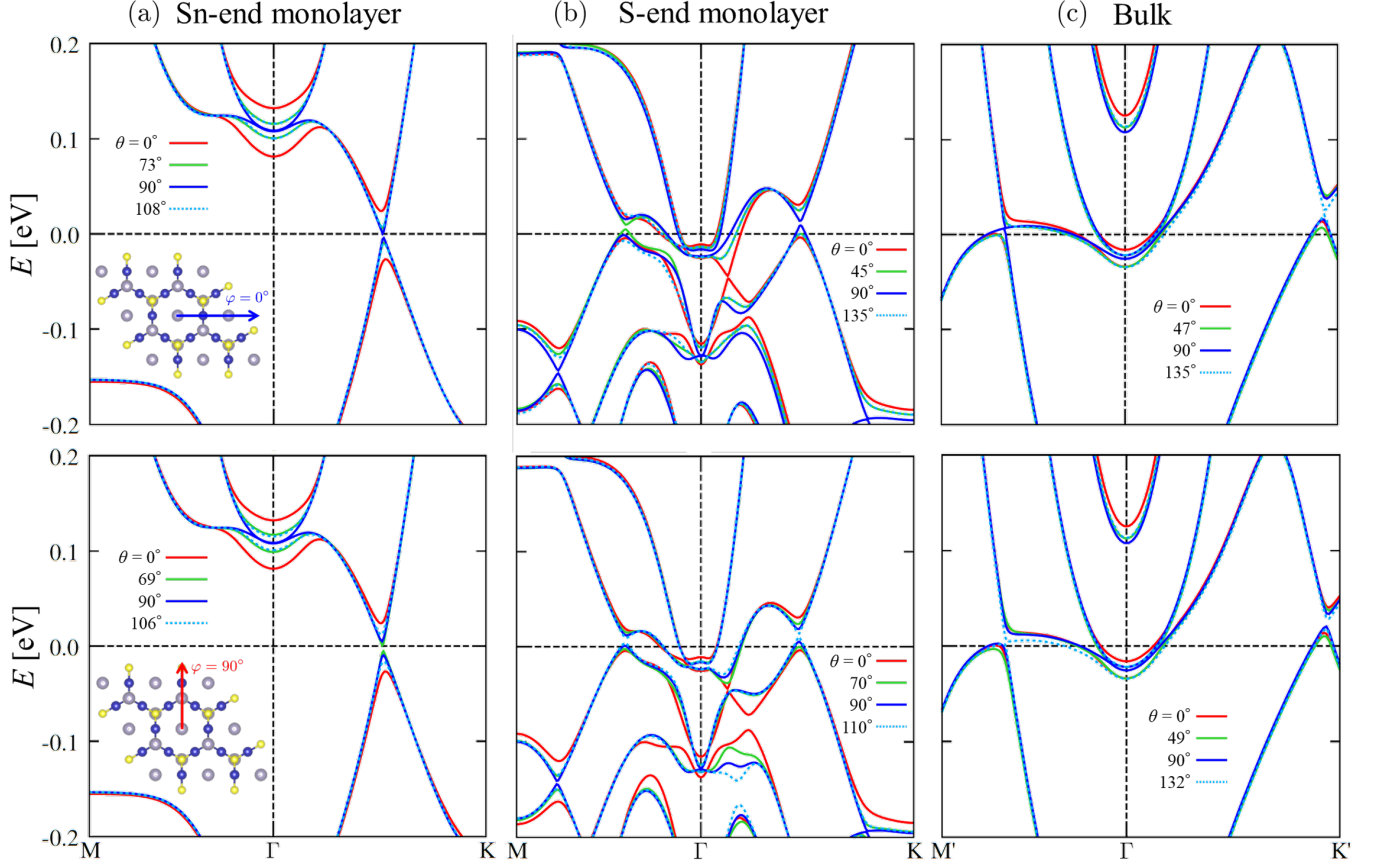 (a) Sn-end monolayer
(b) S-end monolayer
(c) Bulk
E [eV]
0.2
0.1
0.0
-0.1
-0.2
θ = 0°
73°
90°
108°
φ = 0°
θ = 0°
45°
90°
135°
θ = 0°
47°
90°
135°
E [eV]
0.2
0.1
0.0
-0.1
-0.2
θ = 0°
69°
90°
106°
φ = 90°
θ = 0°
70°
90°
110°
θ = 0°
49°
90°
132°
M Γ K
M Γ K
M' Γ K'